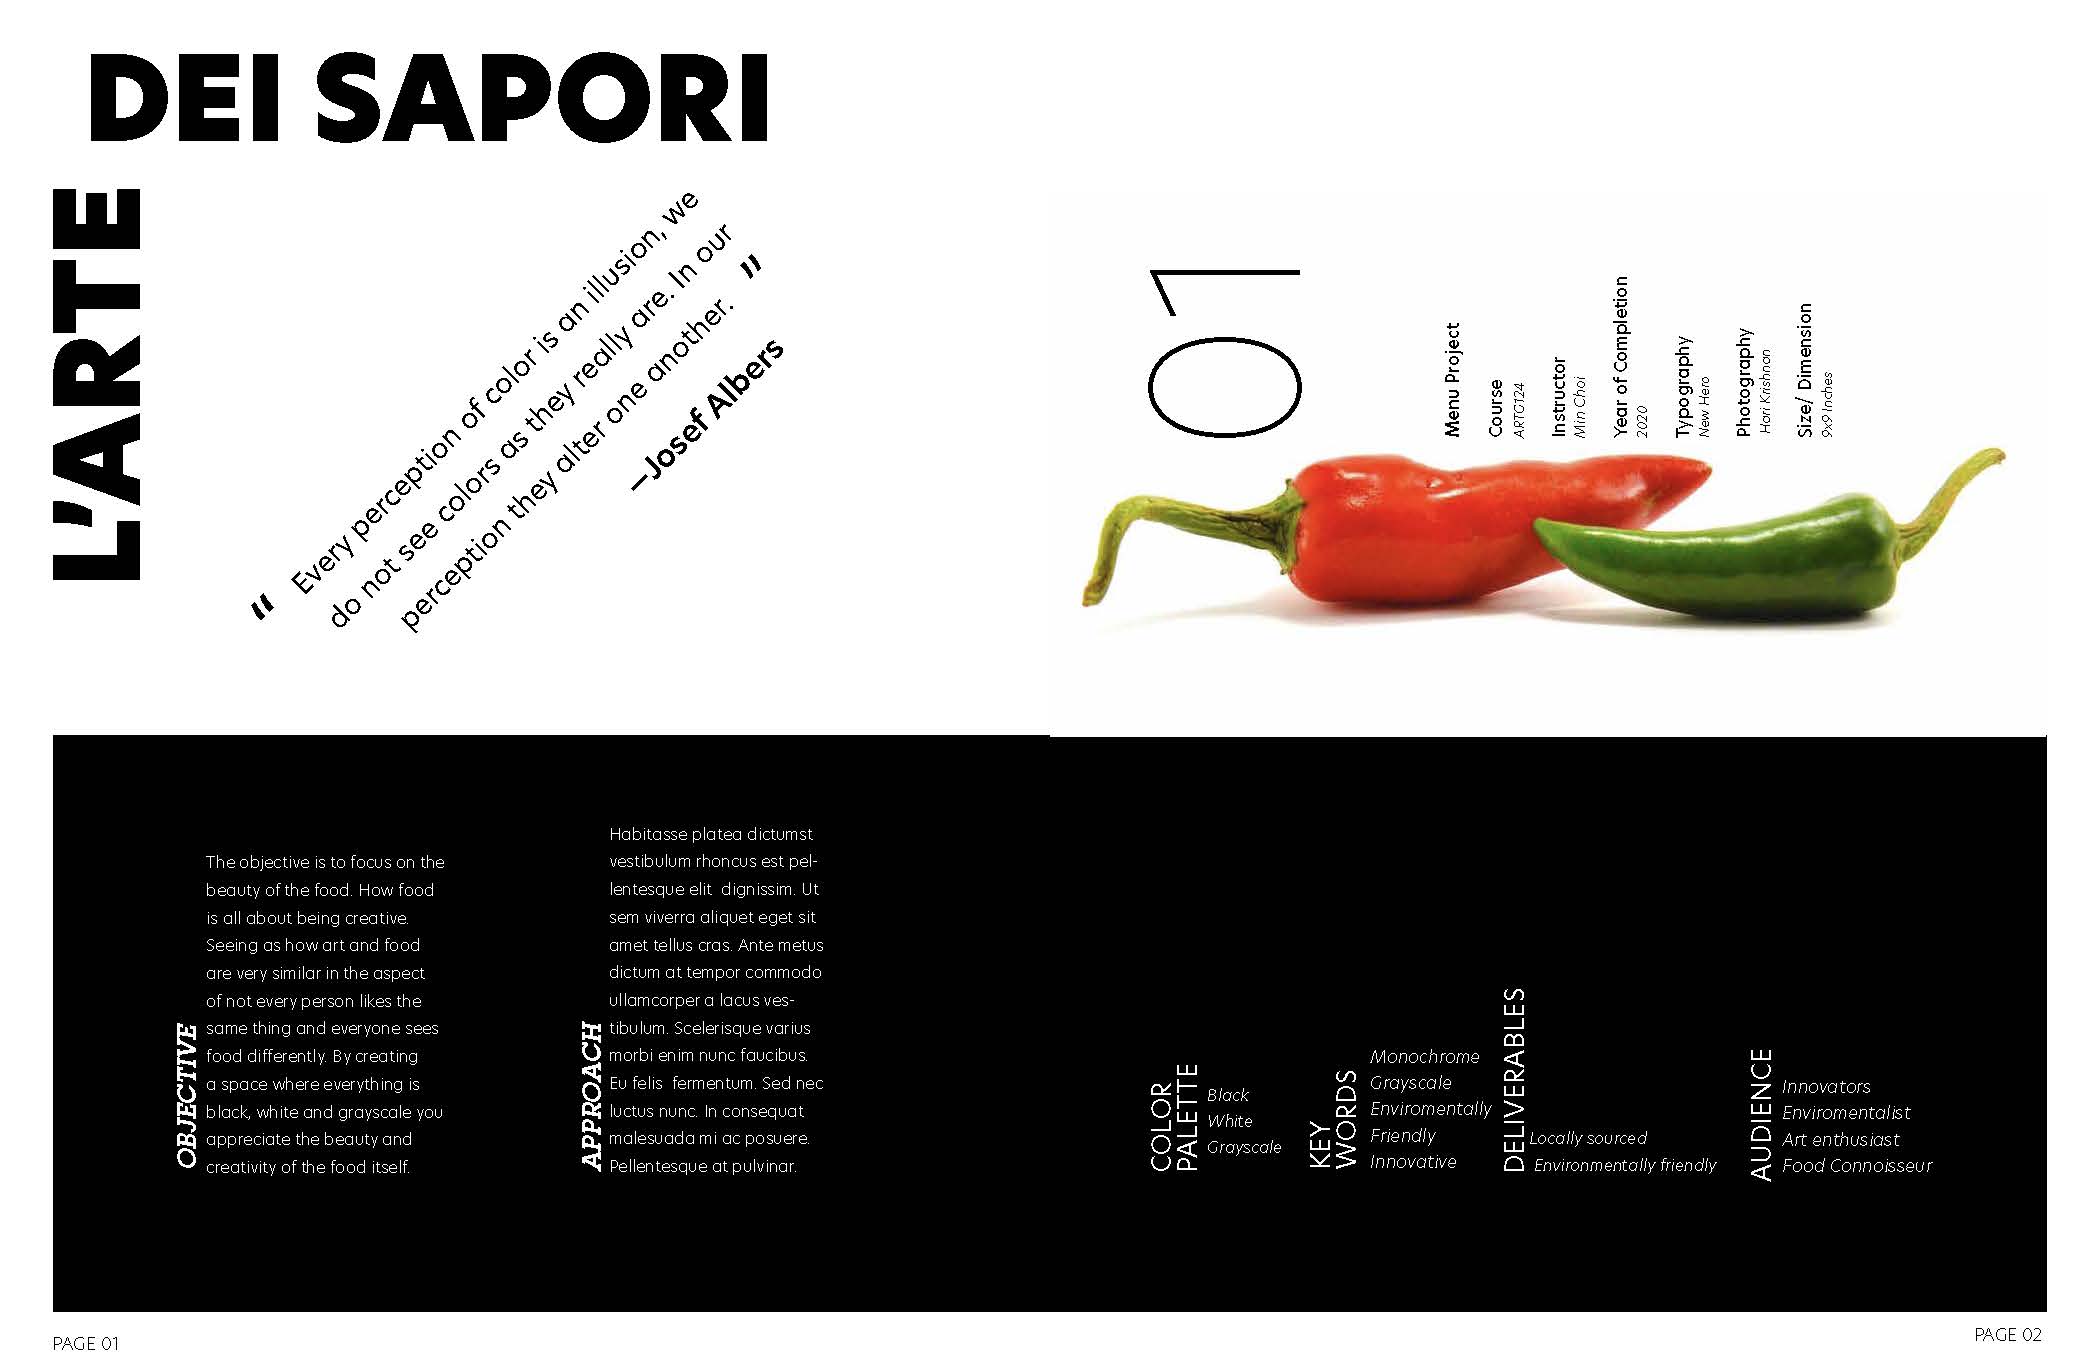 DEI SAPORI
L'ARTE
“ Every perception of color is an illusion, we
do not see colors as they really are. In our
perception they alter one another. ”
—Josef Albers
01
Menu Project
Course
ARTG124
Instructor
Min Choi
Year of Completion
2020
Typography
New Hero
Photography
Hari Krishnan
Size/ Dimension
9x9 Inches
OBJECTIVE
The objective is to focus on the
beauty of the food. How food
is all about being creative.
Seeing as how art and food
are very similar in the aspect
of not every person likes the
same thing and everyone sees
food differently. By creating
a space where everything is
black, white and grayscale you
appreciate the beauty and
creativity of the food itself.
APPROACH
Habitasse platea dictumst
vestibulum rhoncus est pel-
lentesque elit dignissim. Ut
sem viverra aliquet eget sit
amet tellus cras. Ante metus
dictum at tempor commodo
ullamcorper a lacus ves-
tibulum. Scelerisque varius
morbi enim nunc faucibus.
Eu felis fermentum. Sed nec
luctus nunc. In consequat
malesuada mi ac posuere.
Pellentesque at pulvinar.
COLOR
PALETTE
Black
White
Grayscale
KEY
WORDS
Monochrome
Grayscale
Enviromentally
Friendly
Innovative
DELIVERABLES
Locally sourced
Environmentally friendly
AUDIENCE
Innovators
Enviromentalist
Art enthusiast
Food Connoisseur
PAGE 01
PAGE 02